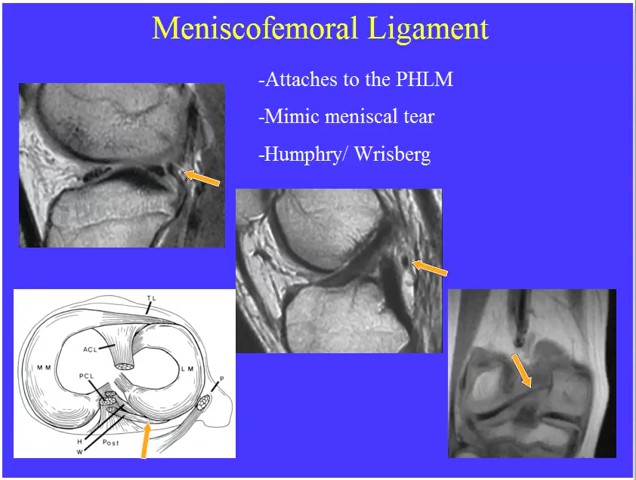 Meniscofemoral Ligament
-Attaches to the PHLM
-Mimic meniscal tear
-Humphry/ Wrisberg
TL
ACL
MM
LM
PCL
P
H
Post
W